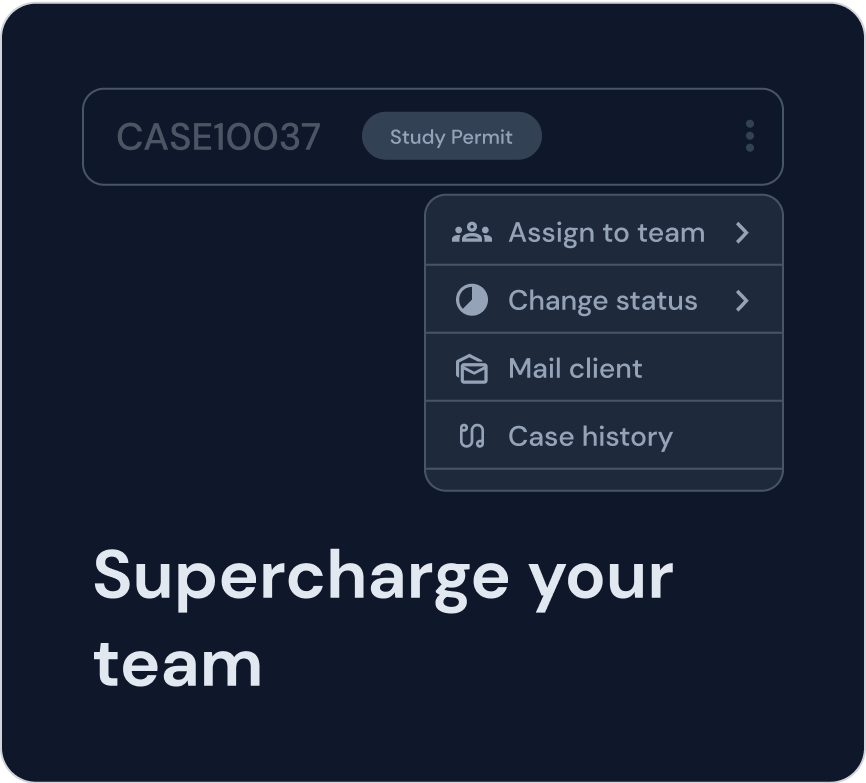 CASE10037 Study Permit
Assign to team
Change status
Mail client
Case history
Supercharge your
team